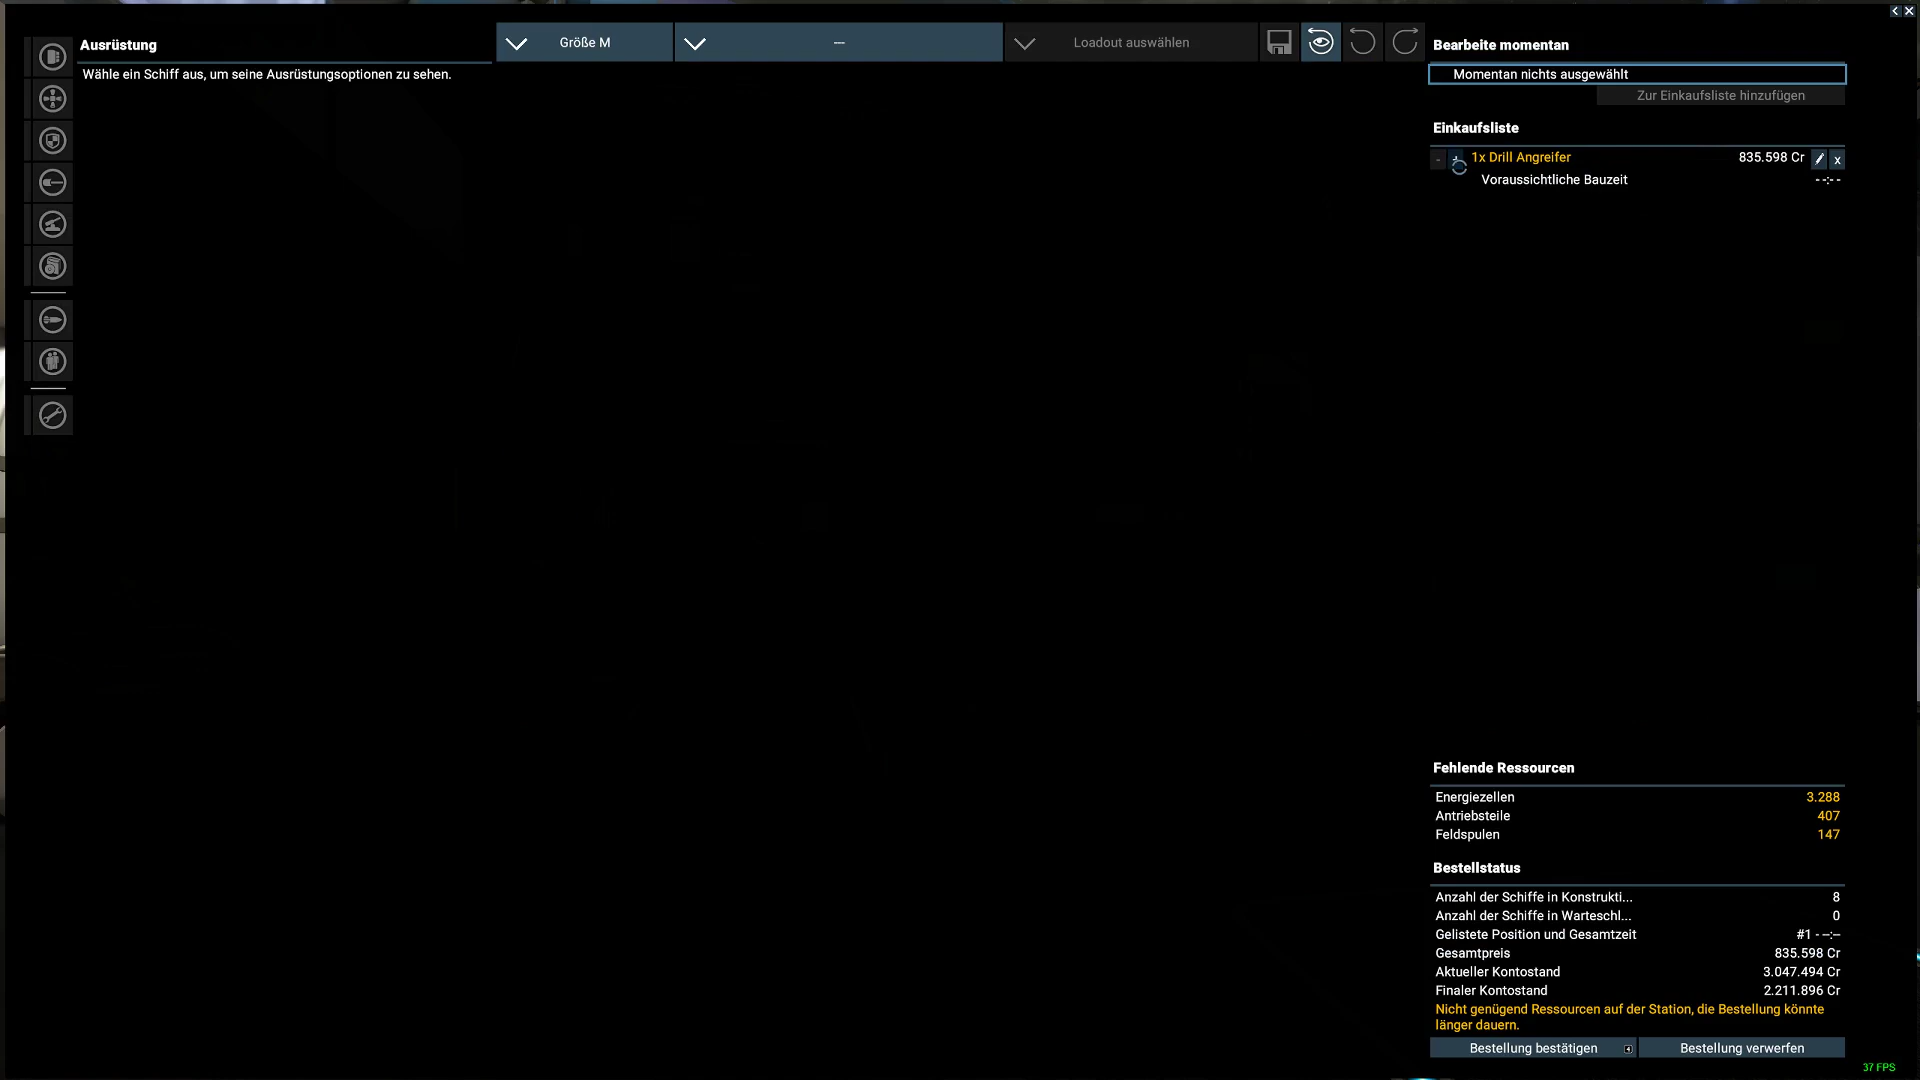 Ausrüstung
Wähle ein Schiff aus, um seine Ausrüstungsoptionen zu sehen.
Größe M
---
Loadout auswählen
Bearbeite momentan
Momentan nichts ausgewählt
Zur Einkaufsliste hinzufügen
Einkaufsliste
- + 1x Drill Angreifer 835.598 Cr x
Voraussichtliche Bauzeit --:--
Fehlende Ressourcen
Energiezellen 3.288
Antriebsteile 407
Feldspulen 147
Bestellstatus
Anzahl der Schiffe in Konstrukti... 8
Anzahl der Schiffe in Warteschl... 0
Gelistete Position und Gesamtzeit #1 - --:--
Gesamtpreis 835.598 Cr
Aktueller Kontostand 3.047.494 Cr
Finaler Kontostand 2.211.896 Cr
Nicht genügend Ressourcen auf der Station, die Bestellung könnte
länger dauern.
Bestellung bestätigen
Bestellung verwerfen
37 FPS